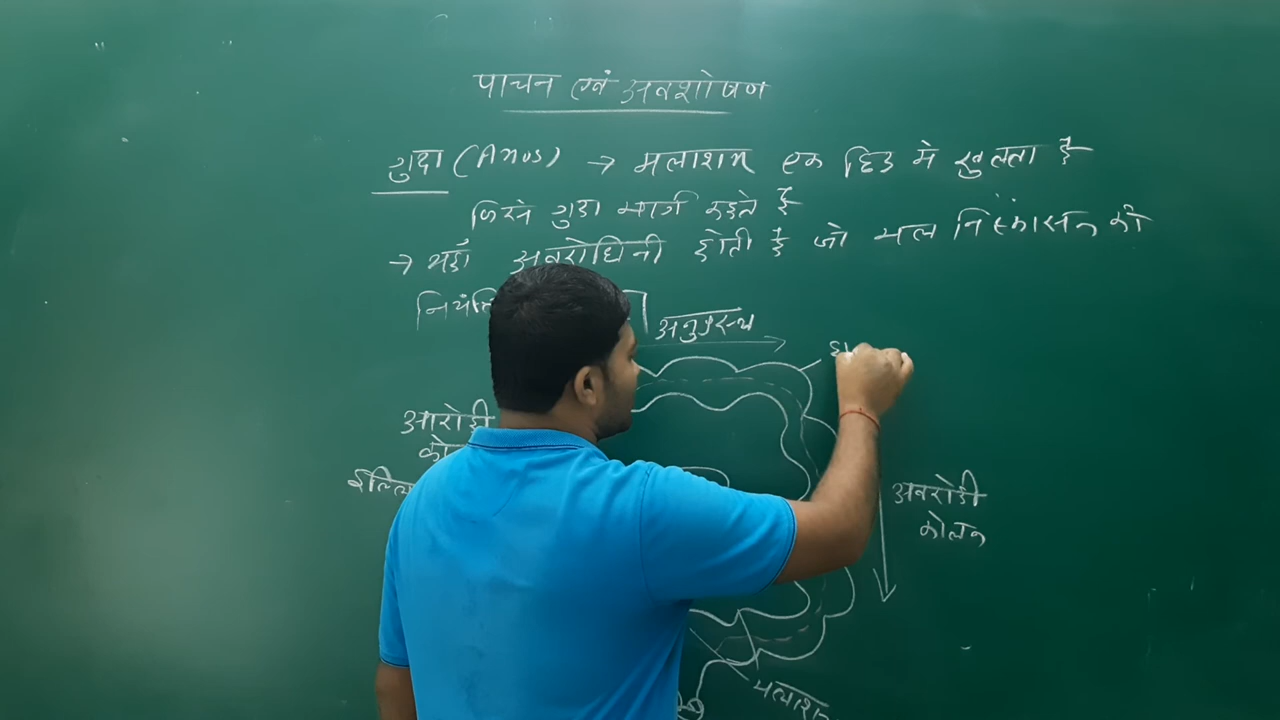 पाचन एवं अवशोषण
गुदा (Anus) → मलाशय एक छिद्र मे खुलता है
जिसे गुदा मार्ग कहते हैं
→ यहाँ अवरोधिनी होती है जो मल निष्कासन को
अनुप्रस्थ
आरोही
अवरोही
कोलन